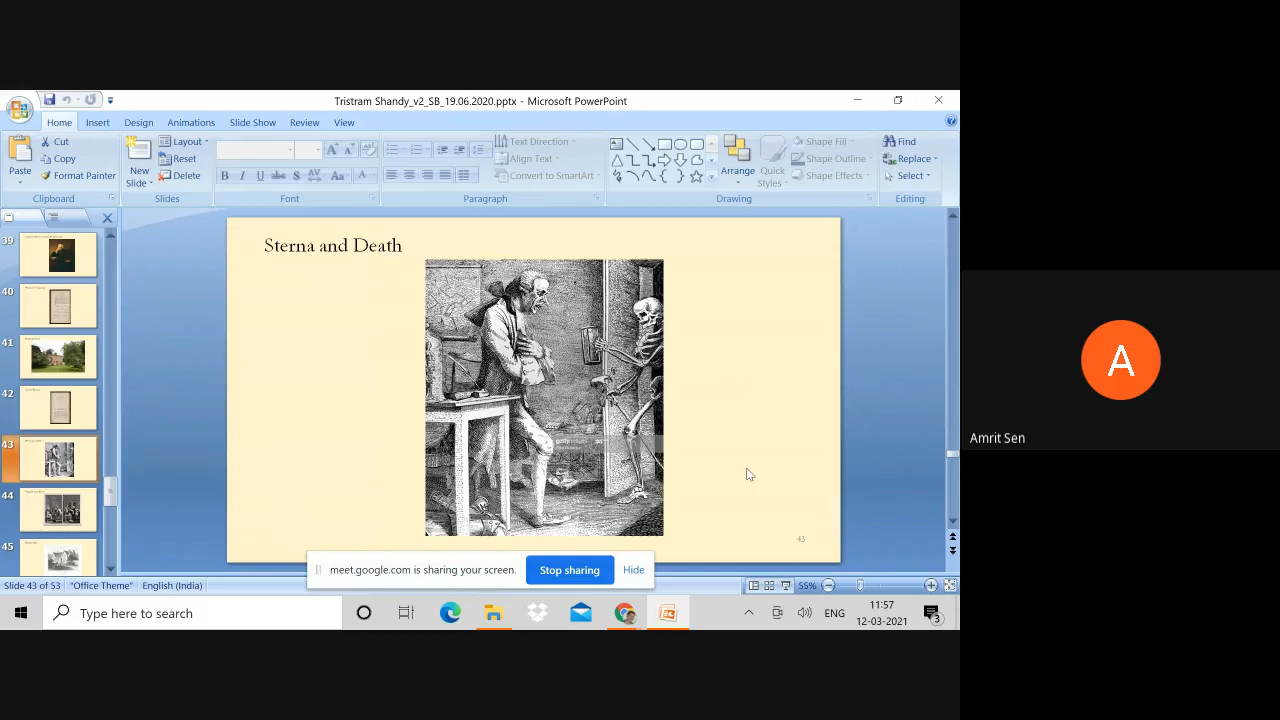 Tristram Shandy_v2_SB_19.06.2020.pptx - Microsoft PowerPoint
Home Insert Design Animations Slide Show Review View
Cut
Copy
Format Painter
Paste
Clipboard
New
Slide
Layout
Reset
Delete
Slides
B I U abc S AV Aa A
Font
Text Direction
Align Text
Convert to SmartArt
Paragraph
Arrange
Quick
Styles
Shape Fill
Shape Outline
Shape Effects
Drawing
Find
Replace
Select
Editing
39
40
41
42
43
44
45
Sterna and Death
43
meet.google.com is sharing your screen.
Stop sharing
Hide
Slide 43 of 53
"Office Theme"
English (India)
55%
Type here to search
ENG
11:57
12-03-2021
3
A
Amrit Sen